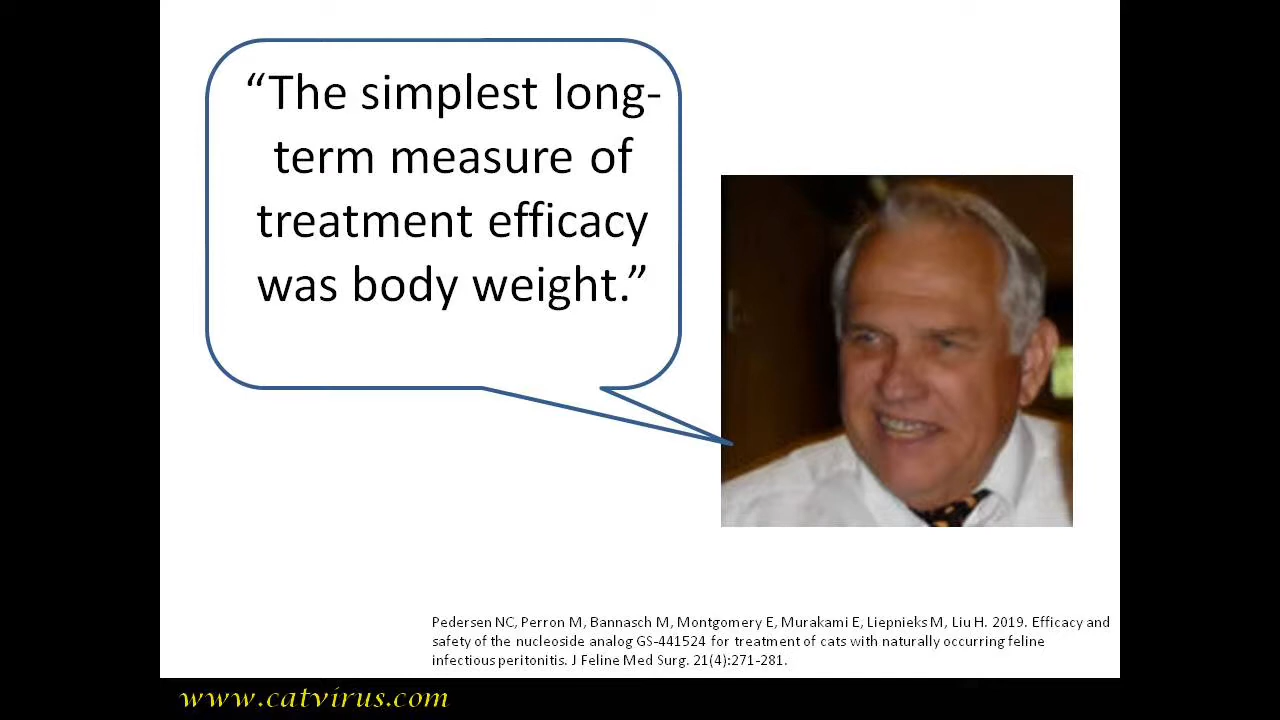 “The simplest long-
term measure of
treatment efficacy
was body weight.”
Pedersen NC, Perron M, Bannasch M, Montgomery E, Murakami E, Liepnieks M, Liu H. 2019. Efficacy and
safety of the nucleoside analog GS-441524 for treatment of cats with naturally occurring feline
infectious peritonitis. J Feline Med Surg. 21(4):271-281.
www.catvirus.com